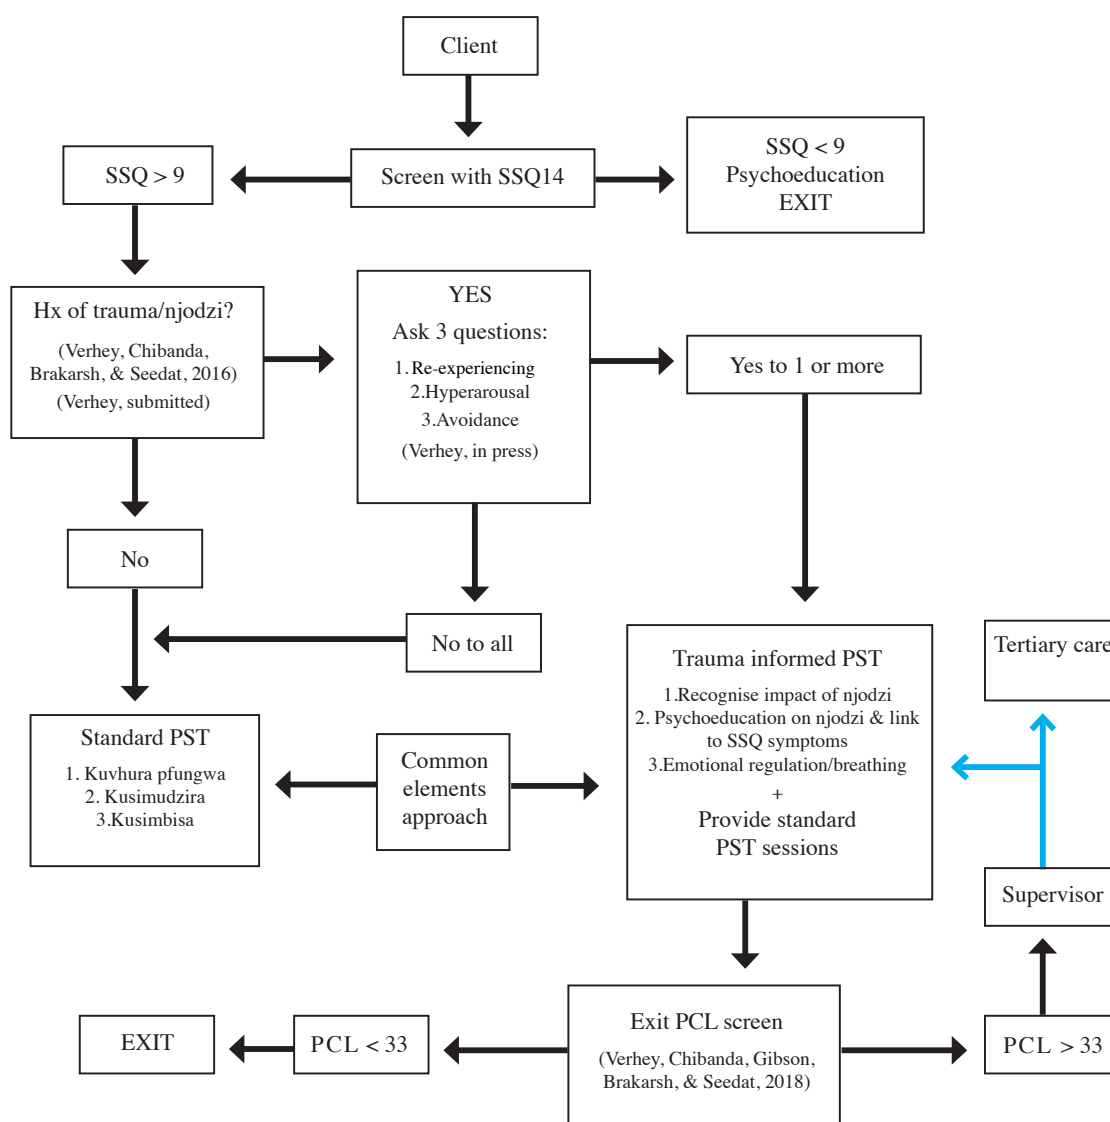 Client
SSQ > 9
Screen with SSQ14
SSQ < 9
Psychoeducation
EXIT
Hx of trauma/njodzi?
(Verhey, Chibanda,
Brakarsh, & Seedat, 2016)
(Verhey, submitted)
YES
Ask 3 questions:
1. Re-experiencing
2.Hyperarousal
3.Avoidance
(Verhey, in press)
Yes to 1 or more
No
No to all
Standard PST
1. Kuvhura pfungwa
2. Kusimudzira
3.Kusimbisa
Common
elements
approach
Trauma informed PST
1.Recognise impact of njodzi
2. Psychoeducation on njodzi & link
to SSQ symptoms
3.Emotional regulation/breathing
+
Provide standard
PST sessions
Tertiary care
Supervisor
EXIT
PCL < 33
Exit PCL screen
(Verhey, Chibanda, Gibson,
Brakarsh, & Seedat, 2018)
PCL > 33